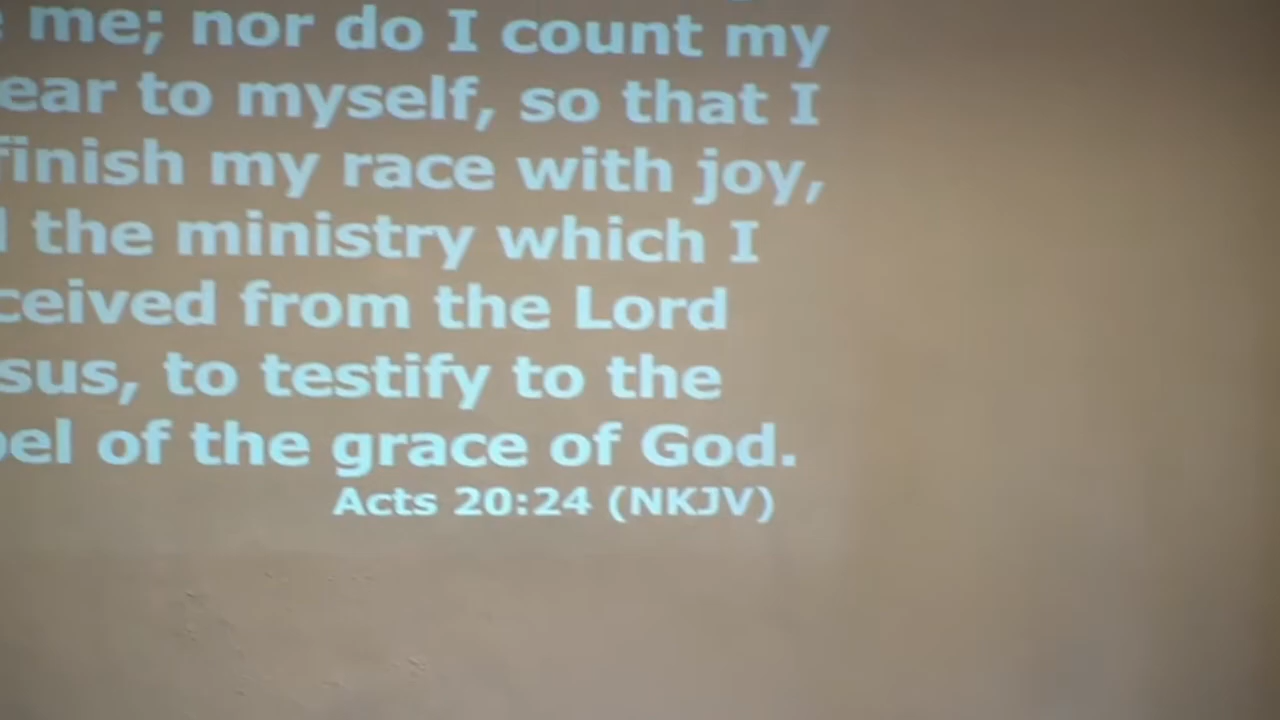 me; nor do I count my
ear to myself, so that I
finish my race with joy,
the ministry which I
ceived from the Lord
sus, to testify to the
el of the grace of God.
Acts 20:24 (NKJV)